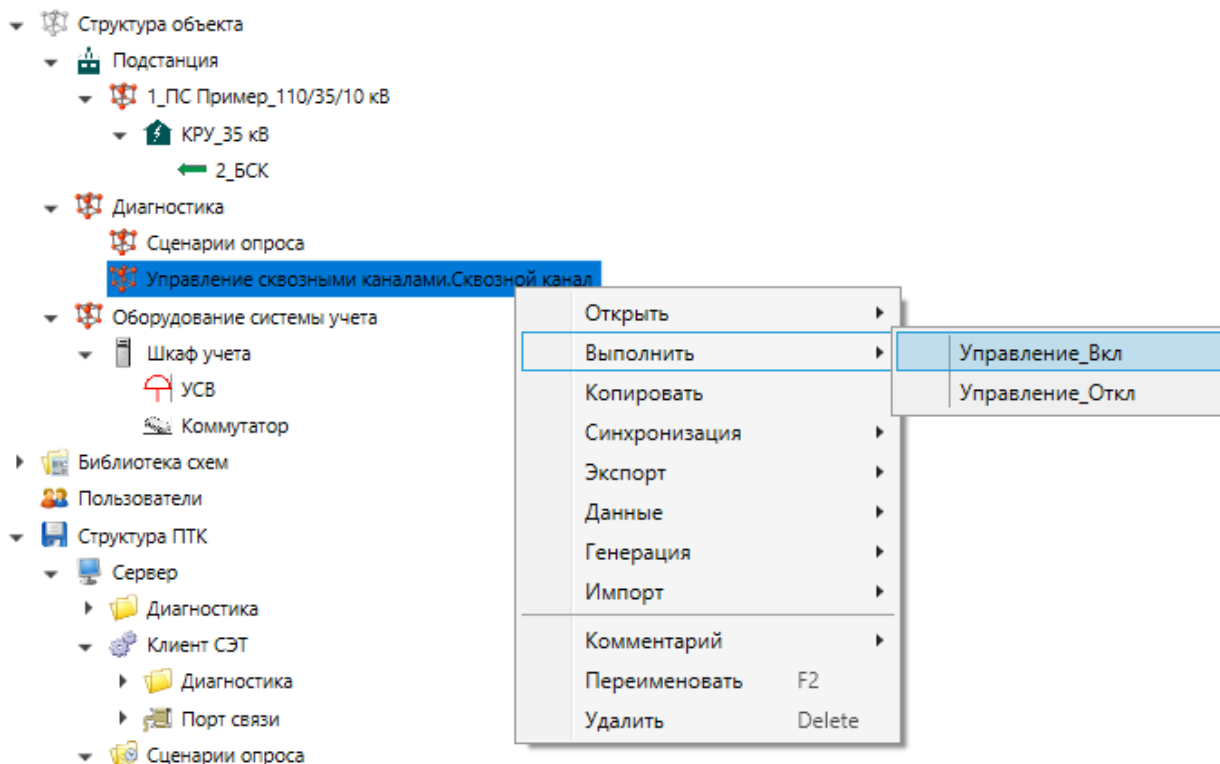 Структура объекта
Подстанция
1_ПС Пример_110/35/10 кВ
КРУ_35 кВ
2_БСК
Диагностика
Сценарии опроса
Управление сквозными каналами.Сквозной канал
Оборудование системы учета
Шкаф учета
УСВ
Коммутатор
Библиотека схем
Пользователи
Структура ПТК
Сервер
Диагностика
Клиент СЭТ
Диагностика
Порт связи
Сценарии опроса
Открыть
Выполнить
Копировать
Синхронизация
Экспорт
Данные
Генерация
Импорт
Комментарий
Переименовать F2
Удалить Delete
Управление_Вкл
Управление_Откл